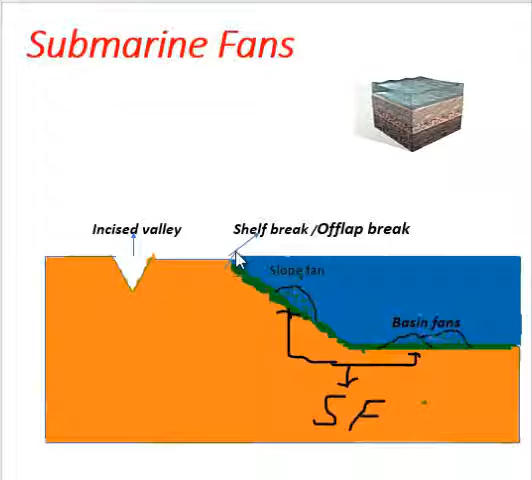 Submarine Fans
Incised valley
Shelf break /Offlap break
Slope fan
Basin fans
SF